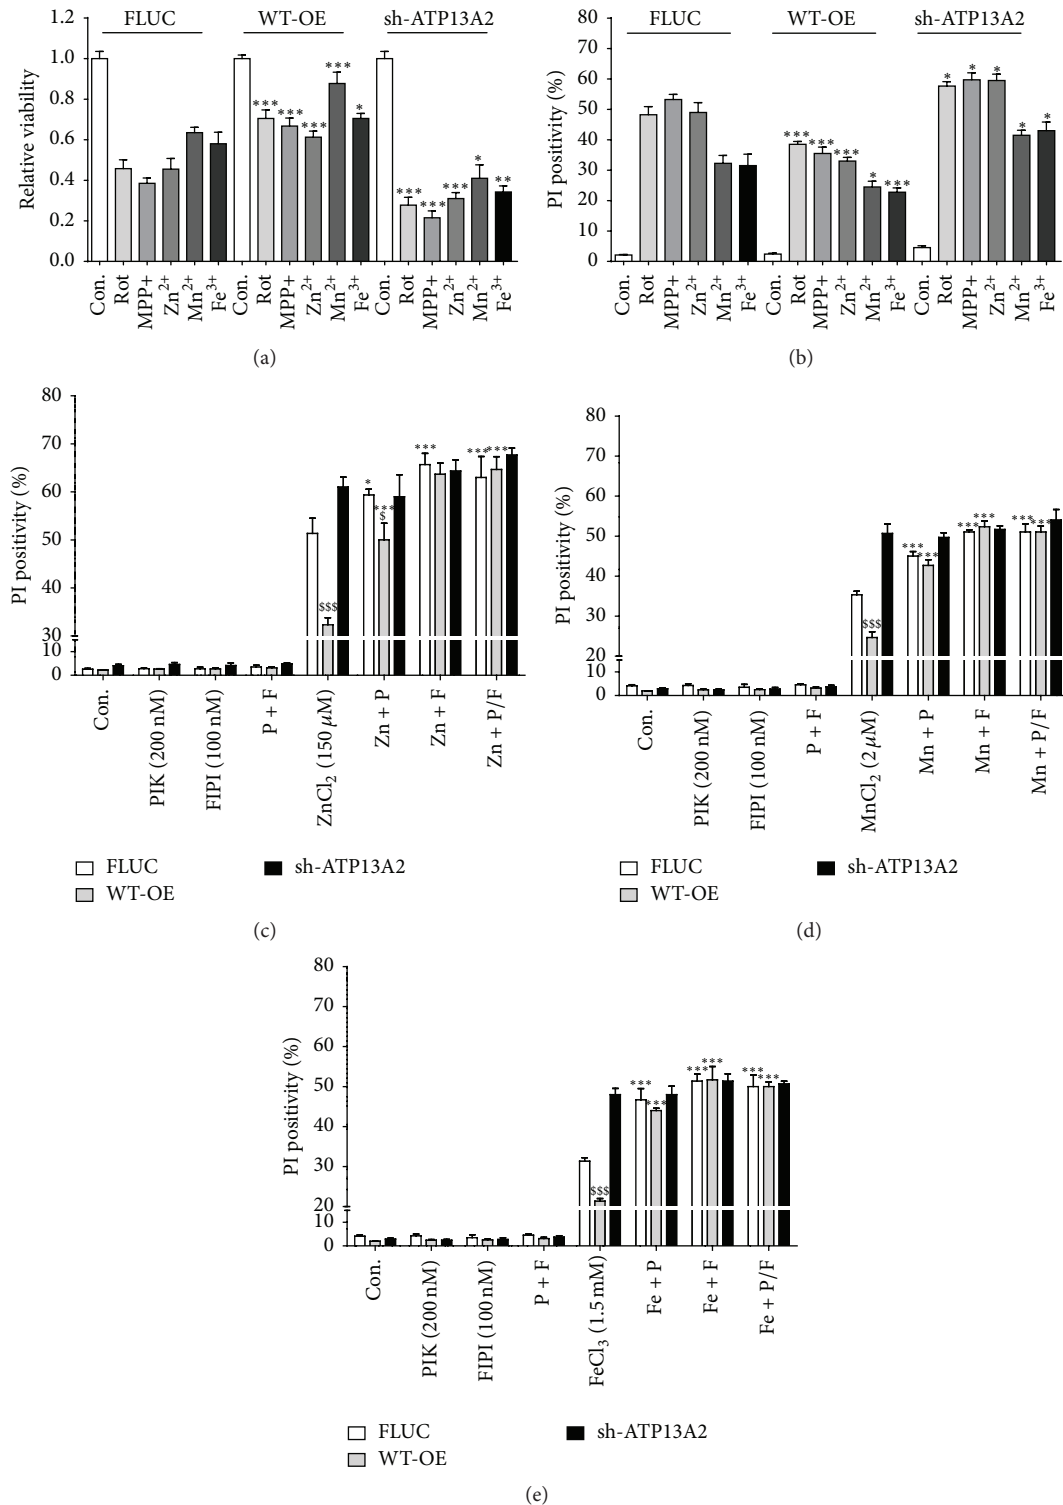 FLUC WT-OE sh-ATP13A2
1.2
1.0
0.8
0.6
0.4
0.2
0.0
Relative viability
*** *** *** *** *
*** *** *** * **
Con. Rot MPP+ Zn2+ Mn2+ Fe3+ Con. Rot MPP+ Zn2+ Mn2+ Fe3+ Con. Rot MPP+ Zn2+ Mn2+ Fe3+
(a)
FLUC WT-OE sh-ATP13A2
80
70
60
50
40
30
20
10
0
PI positivity (%)
*** *** *** * ***
* * * * *
Con. Rot MPP+ Zn2+ Mn2+ Fe3+ Con. Rot MPP+ Zn2+ Mn2+ Fe3+ Con. Rot MPP+ Zn2+ Mn2+ Fe3+
(b)
80
70
60
50
40
30
10
0
PI positivity (%)
$$$ * *** $ *** *** ***
Con. PIK (200 nM) FIPI (100 nM) P + F ZnCl2 (150 μM) Zn + P Zn + F Zn + P/F
FLUC sh-ATP13A2
WT-OE
(c)
80
70
60
50
40
30
20
10
0
PI positivity (%)
$$$ *** *** *** *** *** ***
Con. PIK (200 nM) FIPI (100 nM) P + F MnCl2 (2 μM) Mn + P Mn + F Mn + P/F
FLUC sh-ATP13A2
WT-OE
(d)
80
70
60
50
40
30
20
10
0
PI positivity (%)
$$$ *** *** *** *** *** ***
Con. PIK (200 nM) FIPI (100 nM) P + F FeCl3 (1.5 mM) Fe + P Fe + F Fe + P/F
FLUC sh-ATP13A2
WT-OE
(e)